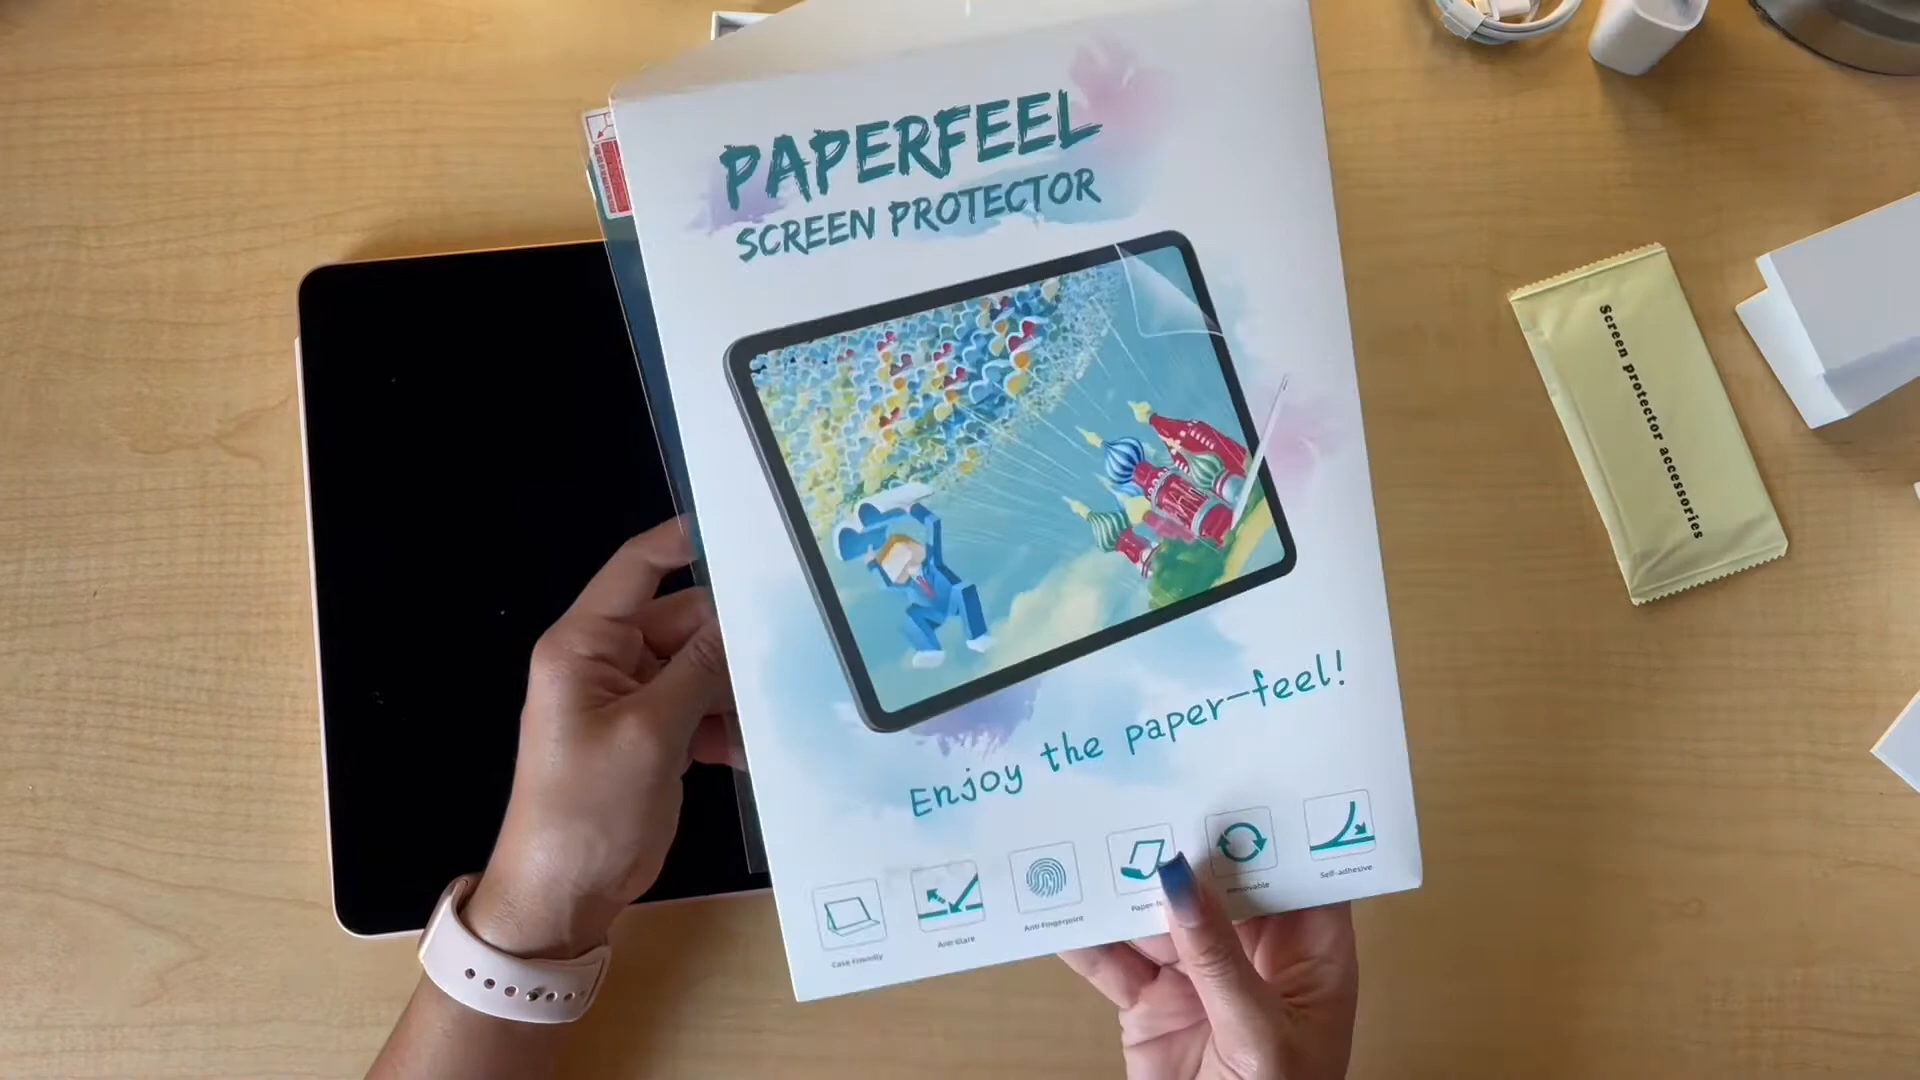 PAPERFEEL
SCREEN PROTECTOR
Enjoy the paper-feel!
Case Friendly
Anti Glare
Anti Fingerprint
Removable
Self-adhesive
Screen protector accessories